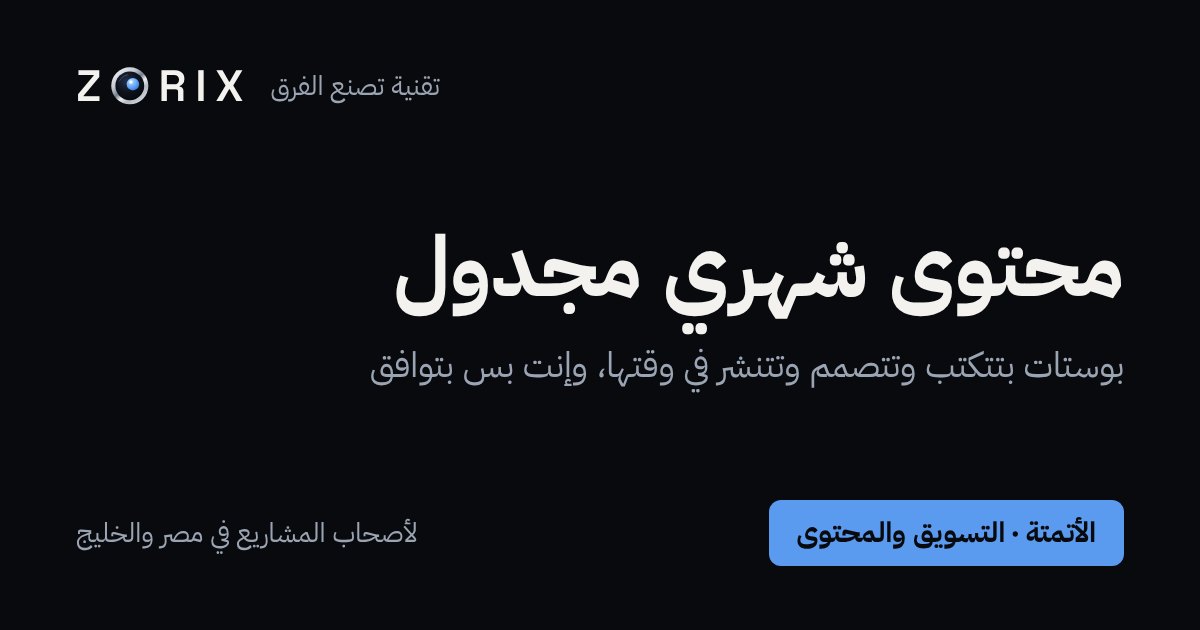 ZORIX تقنية تصنع الفرق
محتوى شهري مجدول
بوستات بتتكتب وتتصمم وتتنشر في وقتها، وإنت بس بتوافق
الأتمتة · التسويق والمحتوى
لأصحاب المشاريع في مصر والخليج